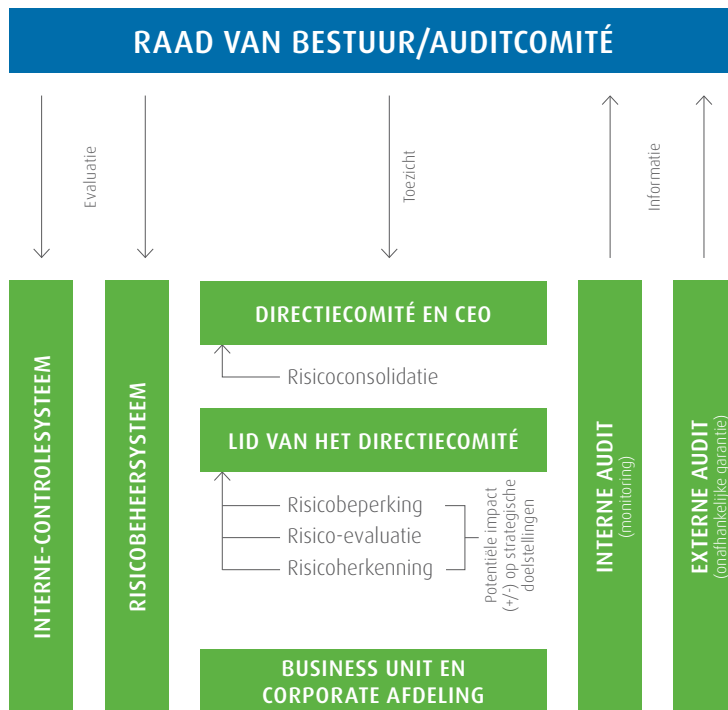 RAAD VAN BESTUUR/AUDITCOMITÉ
Evaluatie
Toezicht
Informatie
INTERNE-CONTROLESYSTEEM
RISICOBEHEERSYSTEEM
DIRECTIECOMITÉ EN CEO
Risicoconsolidatie
LID VAN HET DIRECTIECOMITÉ
Risicobeperking
Risico-evaluatie
Risicoherkenning
Potentiële impact
(+/-) op strategische
doelstellingen
BUSINESS UNIT EN
CORPORATE AFDELING
INTERNE AUDIT
(monitoring)
EXTERNE AUDIT
(onafhankelijke garantie)